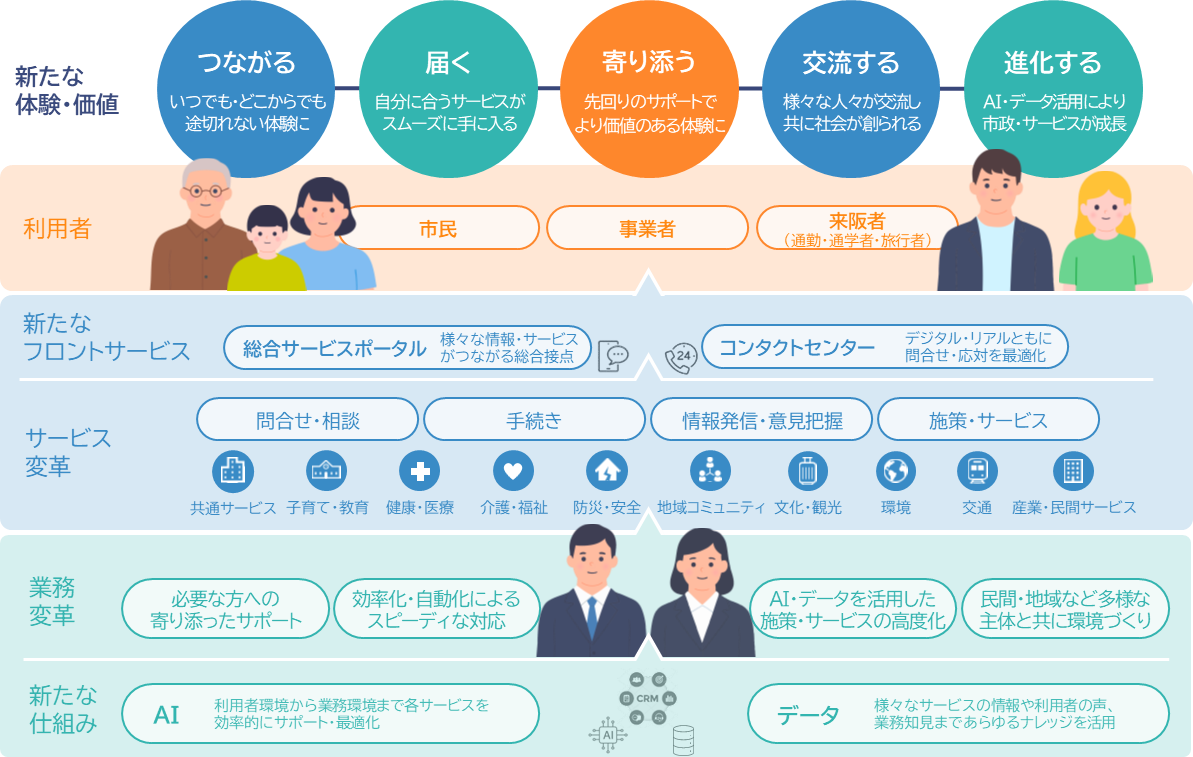 新たな
体験・価値
つながる
いつでも・どこからでも
途切れない体験に
届く
自分に合うサービスが
スムーズに手に入る
寄り添う
先回りのサポートで
より価値のある体験に
交流する
様々な人々が交流し
共に社会が創られる
進化する
AI・データ活用により
市政・サービスが成長
利用者
市民
事業者
来阪者
（通勤・通学者・旅行者）
新たな
フロントサービス
総合サービスポータル
様々な情報・サービス
がつながる総合接点
24
コンタクトセンター
デジタル・リアルともに
問合せ・応対を最適化
サービス
変革
問合せ・相談
手続き
情報発信・意見把握
施策・サービス
共通サービス
子育て・教育
健康・医療
介護・福祉
防災・安全
地域コミュニティ
文化・観光
環境
交通
産業・民間サービス
業務
変革
必要な方への
寄り添ったサポート
効率化・自動化による
スピーディな対応
AI・データを活用した
施策・サービスの高度化
民間・地域など多様な
主体と共に環境づくり
新たな
仕組み
AI
利用者環境から業務環境まで各サービスを
効率的にサポート・最適化
CRM
AI
データ
様々なサービスの情報や利用者の声、
業務知見まであらゆるナレッジを活用